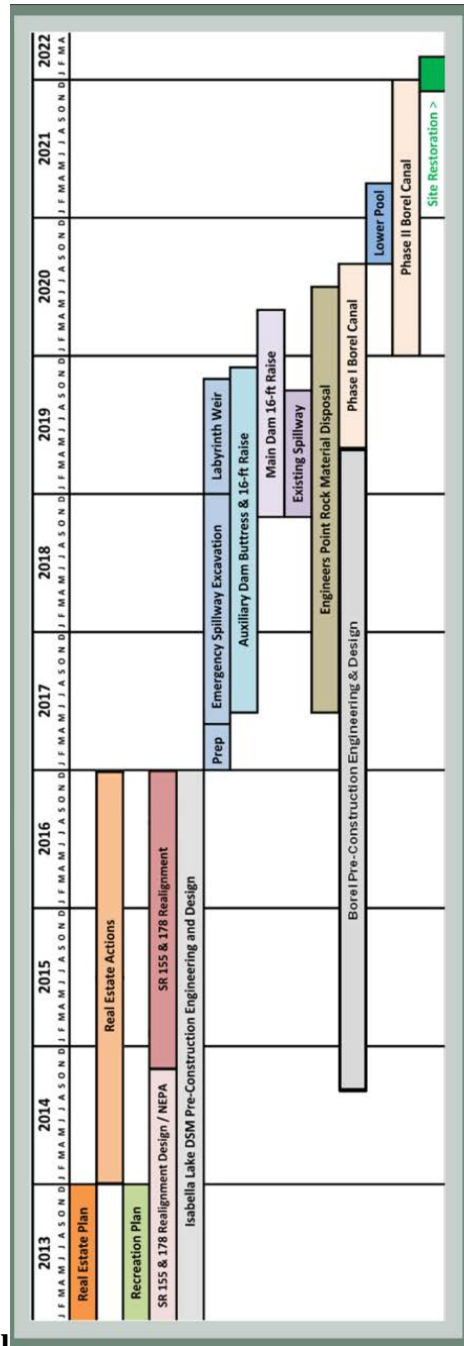 2013 2014 2015 2016 2017 2018 2019 2020 2021 2022
J F M A M J J A S O N D J F M A M J J A S O N D J F M A M J J A S O N D J F M A M J J A S O N D J F M A M J J A S O N D J F M A M J J A S O N D J F M A M J J A S O N D J F M A M J J A S O N D J F M A M J J A S O N D J F M A
Real Estate Plan
Real Estate Actions
Recreation Plan
SR 155 & 178 Realignment Design / NEPA SR 155 & 178 Realignment
Isabella Lake DSM Pre-Construction Engineering and Design
Prep Emergency Spillway Excavation Labyrinth Weir
Auxiliary Dam Buttress & 16-ft Raise
Main Dam 16-ft Raise
Existing Spillway
Engineers Point Rock Material Disposal
Borel Pre-Construction Engineering & Design Phase I Borel Canal
Lower Pool
Phase II Borel Canal
Site Restoration >